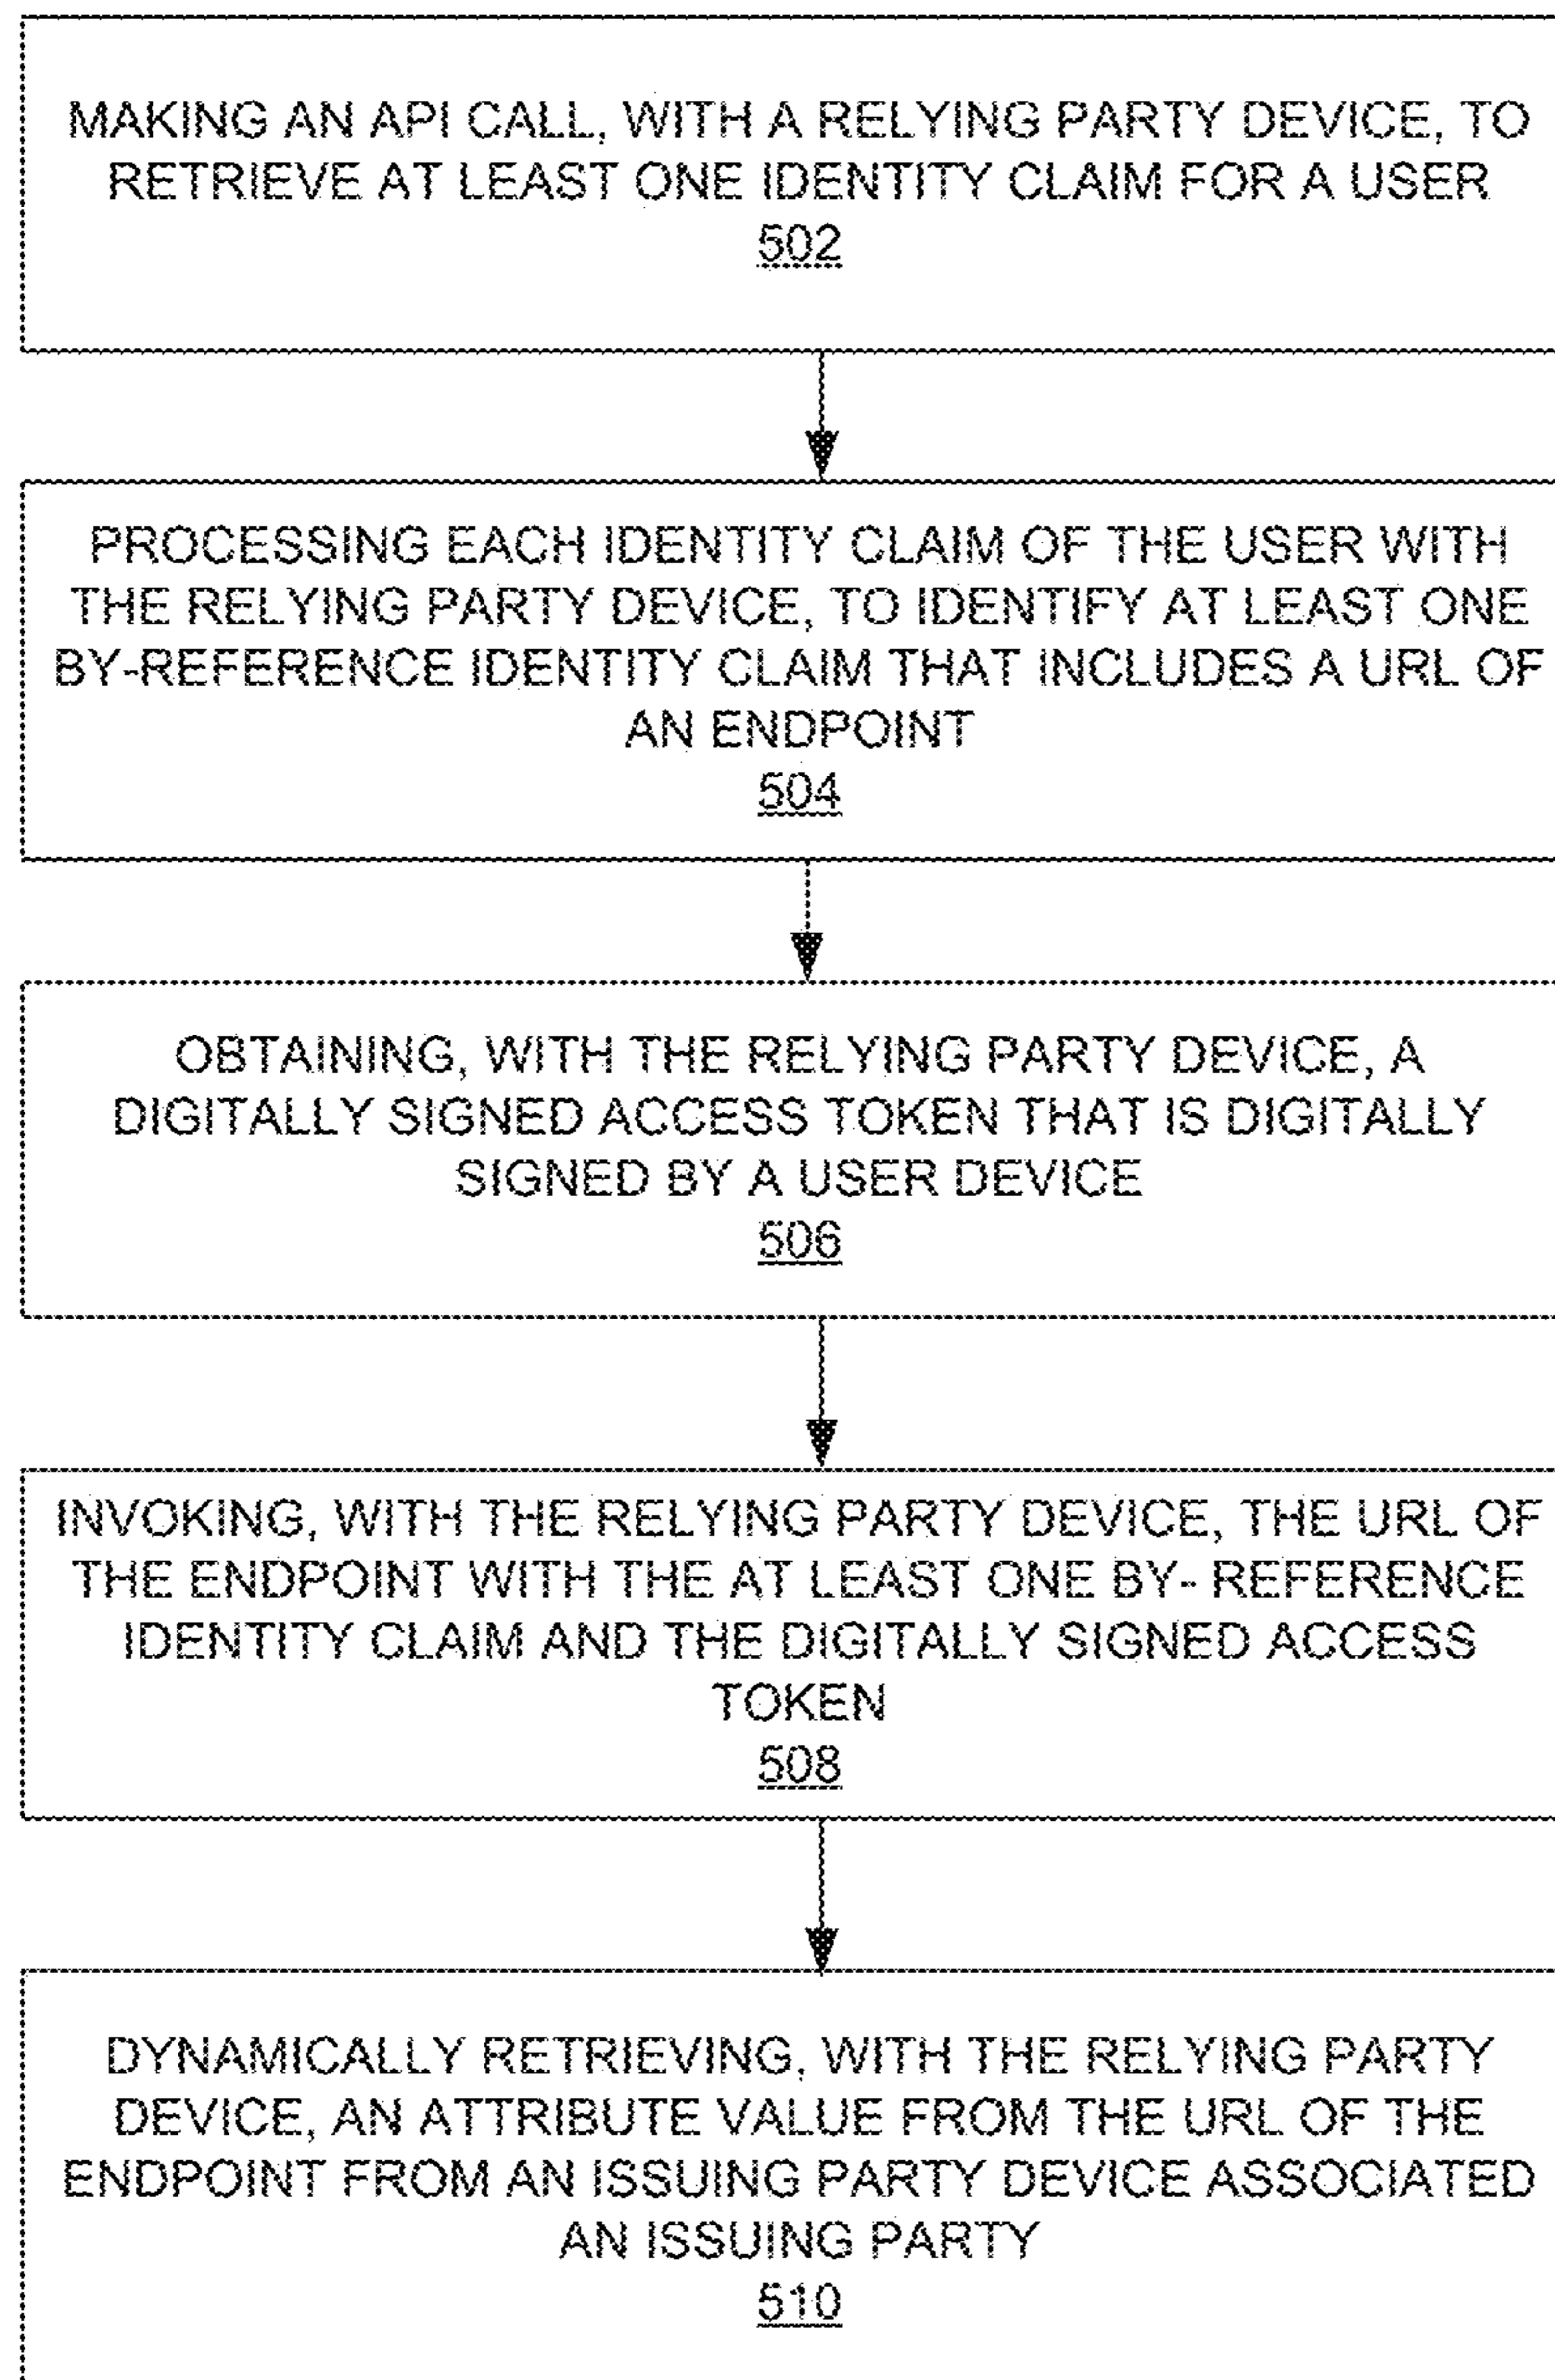 MAKING AN API CALL, WITH A RELYING PARTY DEVICE, TO
RETRIEVE AT LEAST ONE IDENTITY CLAIM FOR A USER
502
PROCESSING EACH IDENTITY CLAIM OF THE USER WITH
THE RELYING PARTY DEVICE, TO IDENTIFY AT LEAST ONE
BY-REFERENCE IDENTITY CLAIM THAT INCLUDES A URL OF
AN ENDPOINT
504
OBTAINING, WITH THE RELYING PARTY DEVICE, A
DIGITALLY SIGNED ACCESS TOKEN THAT IS DIGITALLY
SIGNED BY A USER DEVICE
506
INVOKING, WITH THE RELYING PARTY DEVICE, THE URL OF
THE ENDPOINT WITH THE AT LEAST ONE BY- REFERENCE
IDENTITY CLAIM AND THE DIGITALLY SIGNED ACCESS
TOKEN
508
DYNAMICALLY RETRIEVING, WITH THE RELYING PARTY
DEVICE, AN ATTRIBUTE VALUE FROM THE URL OF THE
ENDPOINT FROM AN ISSUING PARTY DEVICE ASSOCIATED
AN ISSUING PARTY
510